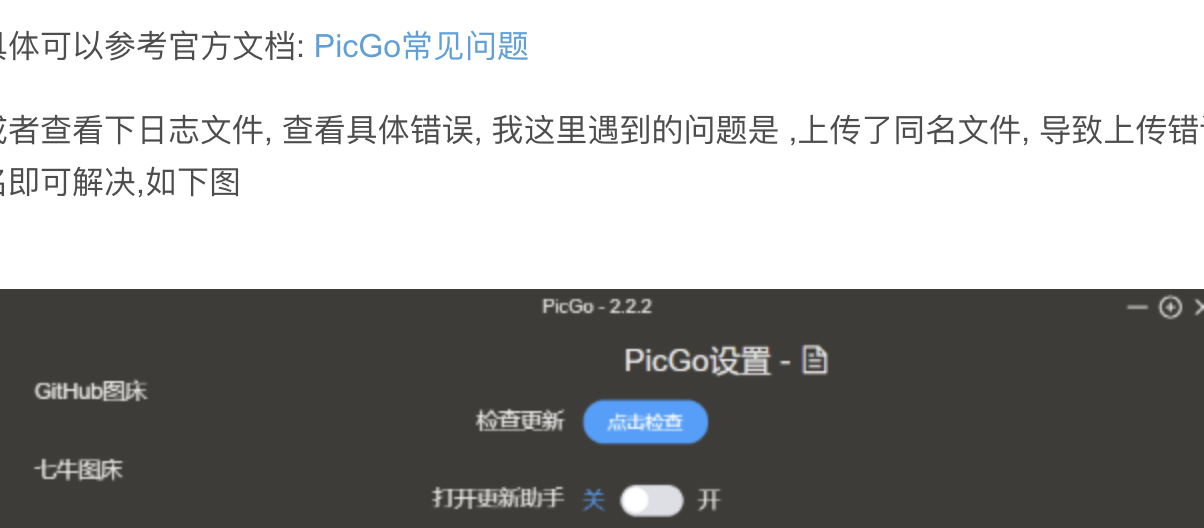 体可以参考官方文档: PicGo常见问题
者查看下日志文件, 查看具体错误, 我这里遇到的问题是 ,上传了同名文件, 导致上传错
即可解决,如下图
PicGo - 2.2.2
PicGo设置 -
GitHub图床
检查更新 点击检查
七牛图床
打开更新助手 关 开